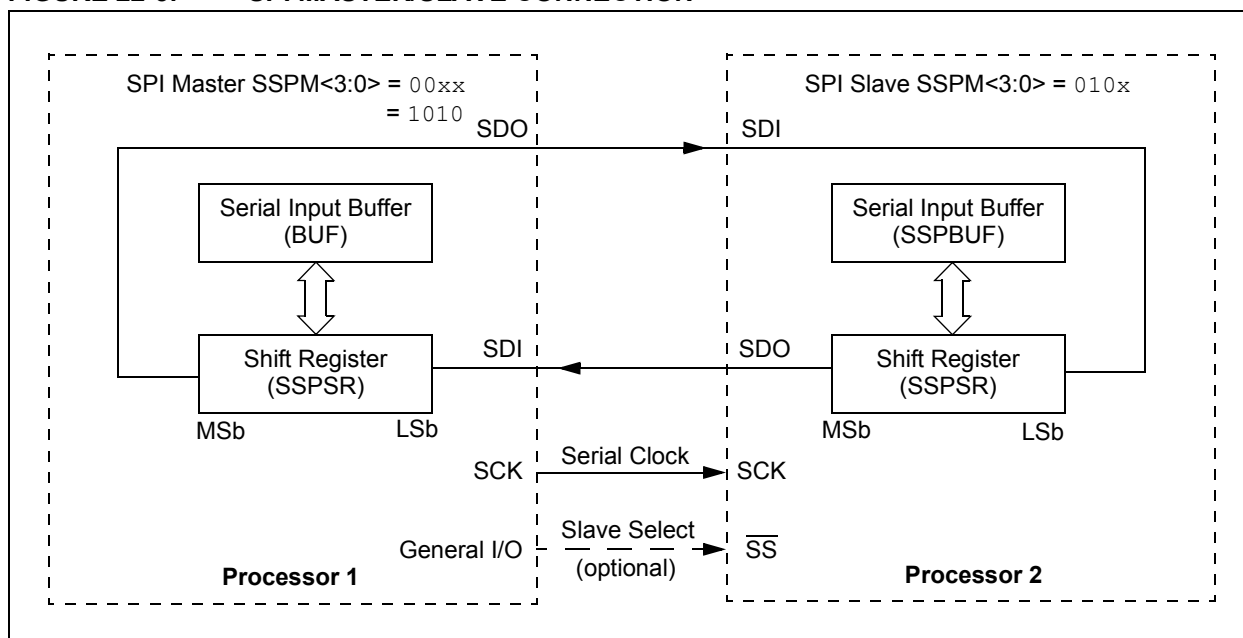 SPI Master SSPM<3:0> = 00xx
= 1010
SPI Slave SSPM<3:0> = 010x
SDO
SDI
Serial Input Buffer
(BUF)
Serial Input Buffer
(SSPBUF)
Shift Register
(SSPSR)
MSb
LSb
SDI
SDO
Shift Register
(SSPSR)
MSb
LSb
SCK
Serial Clock
SCK
General I/O
Slave Select
(optional)
SS
Processor 1
Processor 2